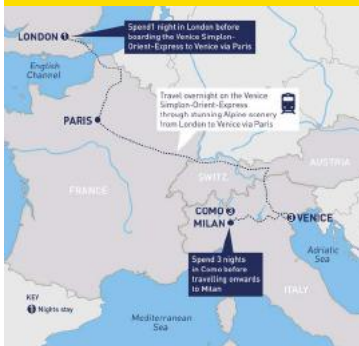 Spend 1 night in London before
boarding the Venice Simplon-
Orient-Express to Venice via Paris
LONDON 1
English
Channel
Travel overnight on the Venice
Simplon-Orient-Express
through stunning Alpine scenery
from London to Venice via Paris
PARIS
AUSTRIA
FRANCE
SWITZ.
COMO 3
MILAN
VENICE
Adriatic
Sea
Spend 3 nights
in Como before
travelling onwards
to Milan
ITALY
KEY
Nights stay
Mediterranean
Sea